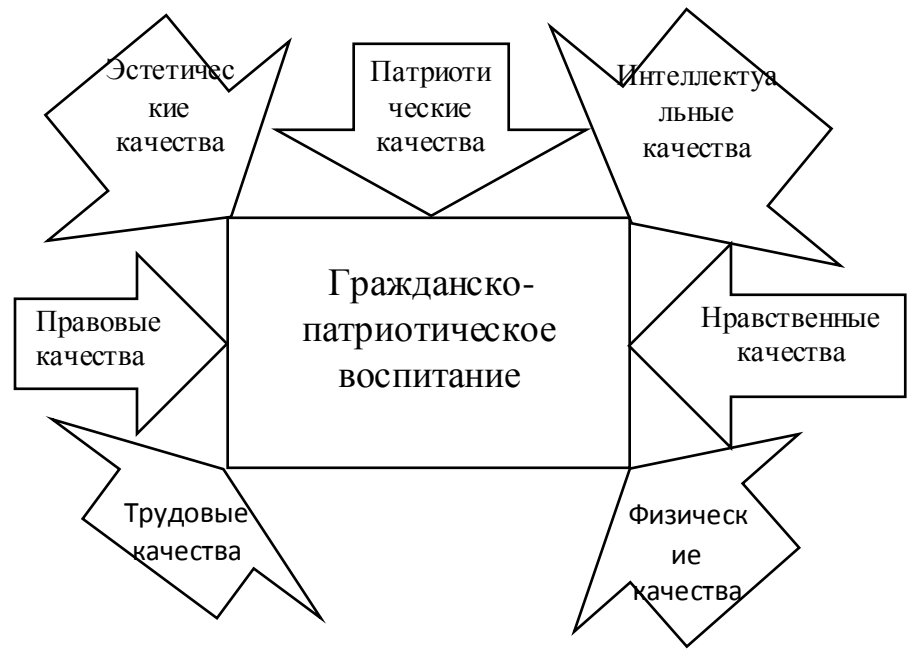 Эстетичес
кие
качества
Патриоти
ческие
качества
Интеллектуа
льные
качества
Гражданско-
патриотическое
воспитание
Правовые
качества
Нравственные
качества
Трудовые
качества
Физическ
ие
качества